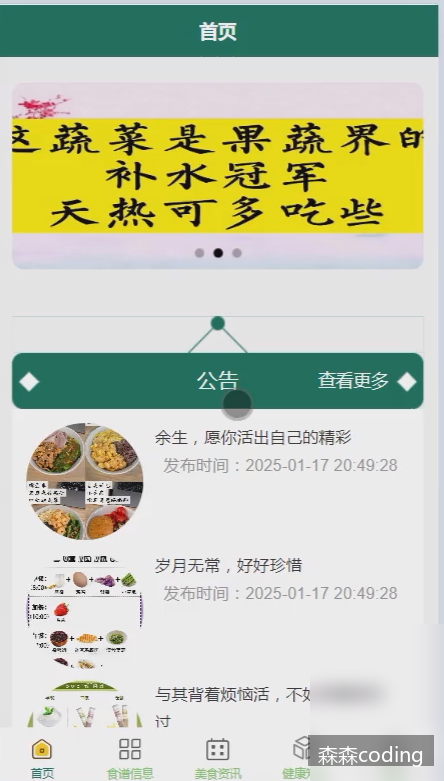 首页
这蔬菜是果蔬界的
补水冠军
天热可多吃些
公告
查看更多
余生，愿你活出自己的精彩
发布时间：2025-01-17 20:49:28
岁月无常，好好珍惜
发布时间：2025-01-17 20:49:28
与其背着烦恼活，不
过
首页
食谱信息
美食资讯
健康
森森coding